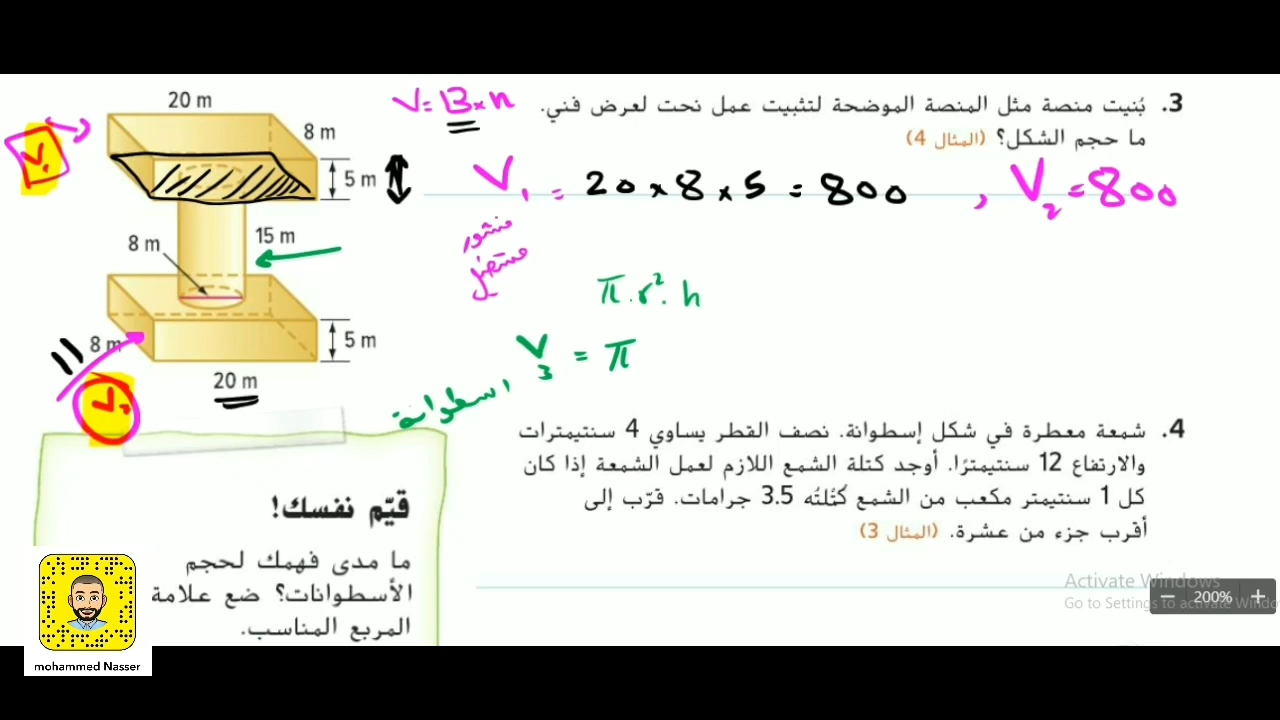 3. بُنيت منصة مثل المنصة الموضحة لتثبيت عمل نحت لعرض فني.
ما حجم الشكل؟ (المثال 4)
V = B × h
20 m
8 m
5 m
V₁
V₁ = 20 × 8 × 5 = 800 , V₂ = 800
منشور
8 m
15 m
π . r² . h
V₃ = π
اسطوانة
8 m
5 m
20 m
V₂
4. شمعة معطرة في شكل إسطوانة. نصف القطر يساوي 4 سنتيمترات
والارتفاع 12 سنتيمترًا. أوجد كتلة الشمع اللازم لعمل الشمعة إذا كان
كل 1 سنتيمتر مكعب من الشمع كُتْلتُه 3.5 جرامات. قرّب إلى
أقرب جزء من عشرة. (المثال 3)
قيّم نفسك!
ما مدى فهمك لحجم
الأسطوانات؟ ضع علامة
المربع المناسب.
mohammed Nasser
Activate Windows
Go to Settings to activate Windo
200%